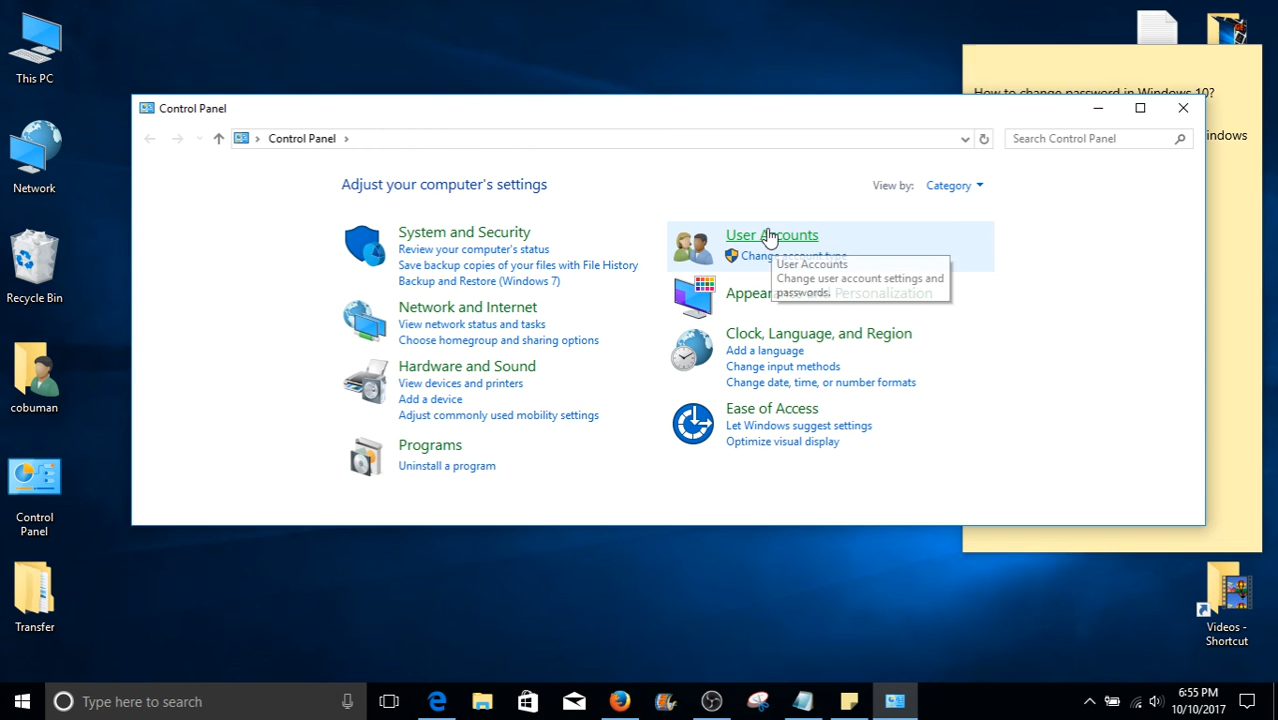 This PC
Network
Recycle Bin
cobuman
Control
Panel
Transfer
How to change password in Windows 10?
indows
Control Panel
Control Panel
Search Control Panel
Adjust your computer's settings
View by: Category
System and Security
Review your computer's status
Save backup copies of your files with File History
Backup and Restore (Windows 7)
Network and Internet
View network status and tasks
Choose homegroup and sharing options
Hardware and Sound
View devices and printers
Add a device
Adjust commonly used mobility settings
Programs
Uninstall a program
User Accounts
Change account type
User Accounts
Change user account settings and
passwords.
Appearance and Personalization
Clock, Language, and Region
Add a language
Change input methods
Change date, time, or number formats
Ease of Access
Let Windows suggest settings
Optimize visual display
Videos -
Shortcut
Type here to search
6:55 PM
10/10/2017